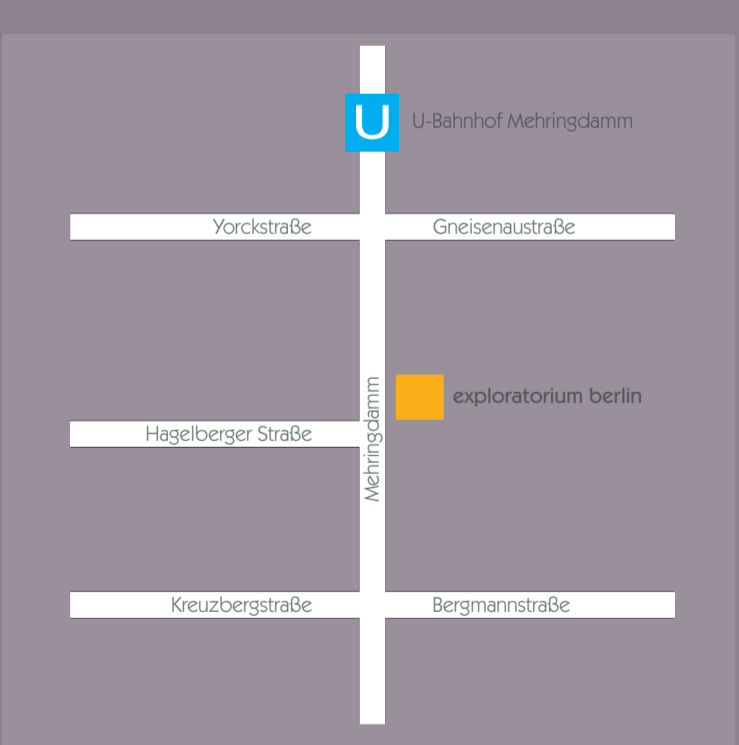 U
U-Bahnhof Mehringdamm
Yorckstraße
Gneisenaustraße
exploratorium berlin
Mehringdamm
Hagelberger Straße
Kreuzbergstraße
Bergmannstraße